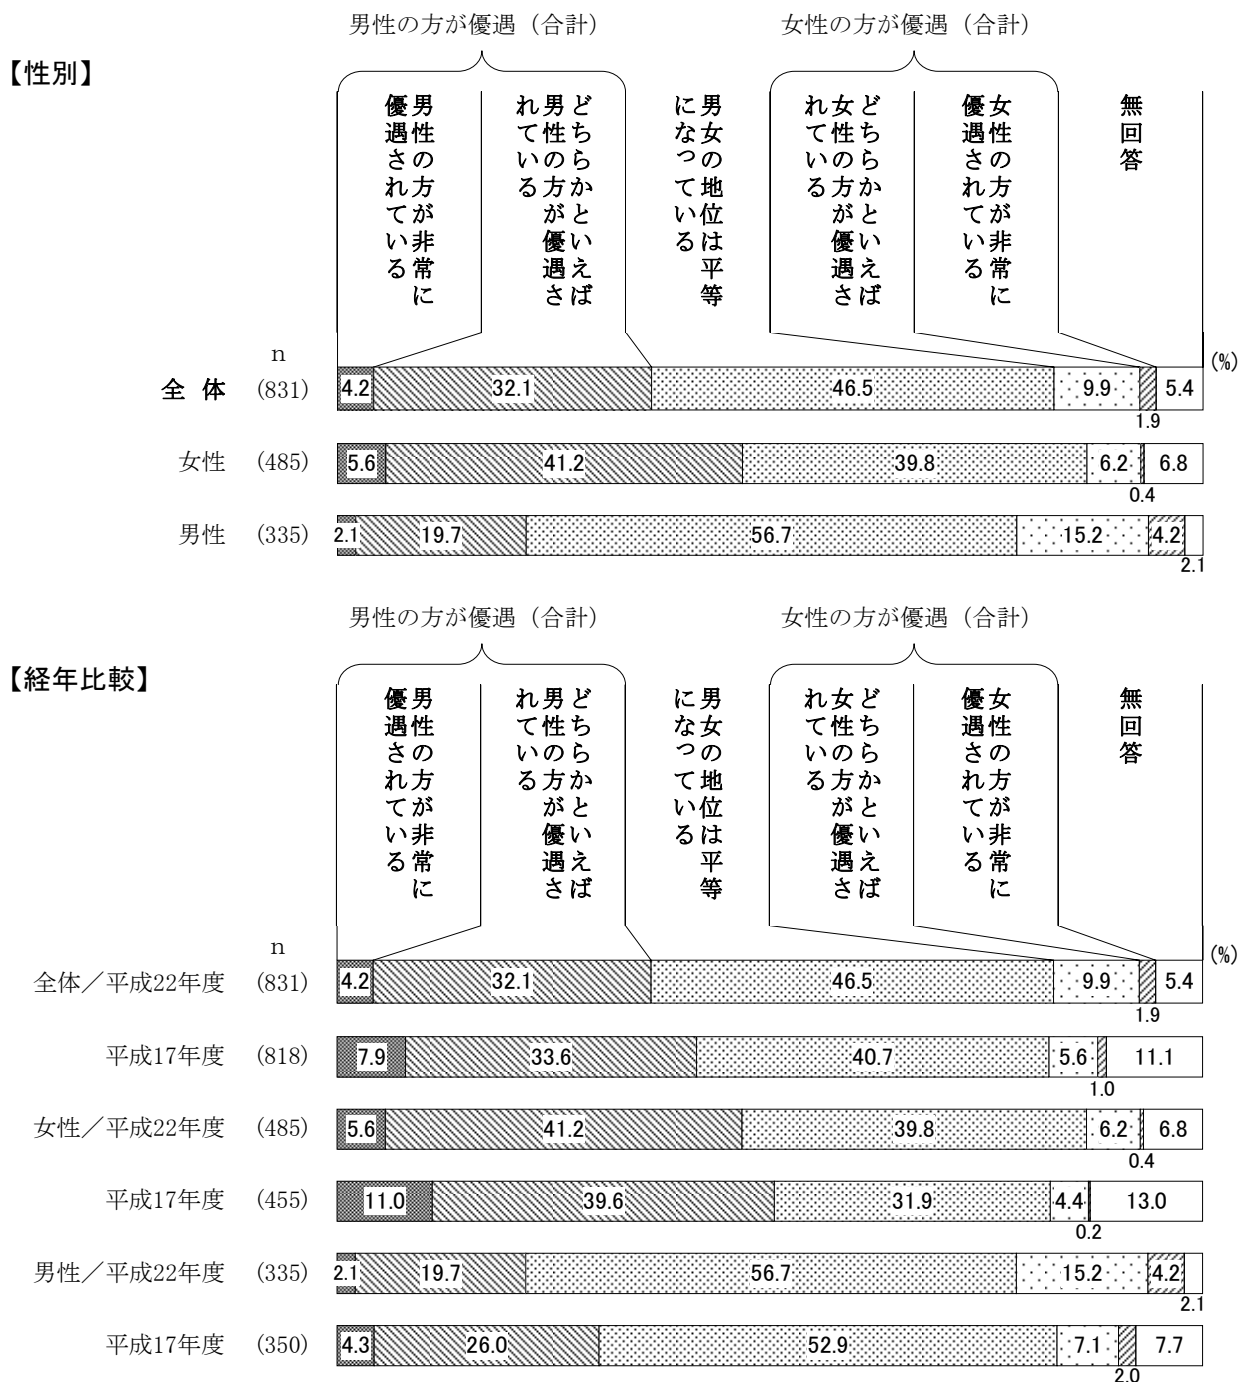 男性の方が優遇（合計）　女性の方が優遇（合計）
【性別】
男性の方が非常に
優遇されている
どちらかといえば
男性の方が優遇さ
れている
男女の地位は平等
になっている
どちらかといえば
女性の方が優遇さ
れている
女性の方が非常に
優遇されている
無回答
n
(%)
全 体 (831) 4.2 32.1 46.5 9.9 1.9 5.4
女性 (485) 5.6 41.2 39.8 6.2 0.4 6.8
男性 (335) 2.1 19.7 56.7 15.2 4.2 2.1
男性の方が優遇（合計）　女性の方が優遇（合計）
【経年比較】
男性の方が非常に
優遇されている
どちらかといえば
男性の方が優遇さ
れている
男女の地位は平等
になっている
どちらかといえば
女性の方が優遇さ
れている
女性の方が非常に
優遇されている
無回答
n
(%)
全体／平成22年度 (831) 4.2 32.1 46.5 9.9 1.9 5.4
平成17年度 (818) 7.9 33.6 40.7 5.6 1.0 11.1
女性／平成22年度 (485) 5.6 41.2 39.8 6.2 0.4 6.8
平成17年度 (455) 11.0 39.6 31.9 4.4 0.2 13.0
男性／平成22年度 (335) 2.1 19.7 56.7 15.2 4.2 2.1
平成17年度 (350) 4.3 26.0 52.9 7.1 2.0 7.7